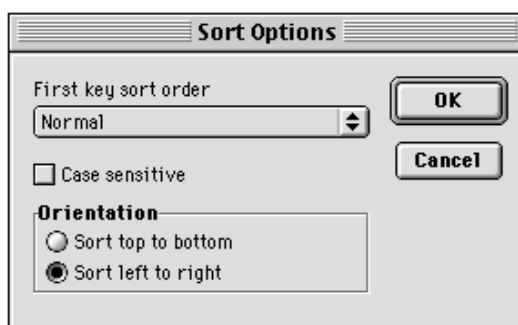 Sort Options
First key sort order
Normal
OK
Cancel
Case sensitive
Orientation
Sort top to bottom
Sort left to right